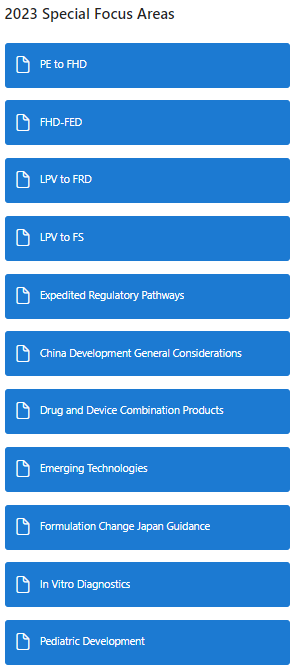 2023 Special Focus Areas
PE to FHD
FHD-FED
LPV to FRD
LPV to FS
Expedited Regulatory Pathways
China Development General Considerations
Drug and Device Combination Products
Emerging Technologies
Formulation Change Japan Guidance
In Vitro Diagnostics
Pediatric Development